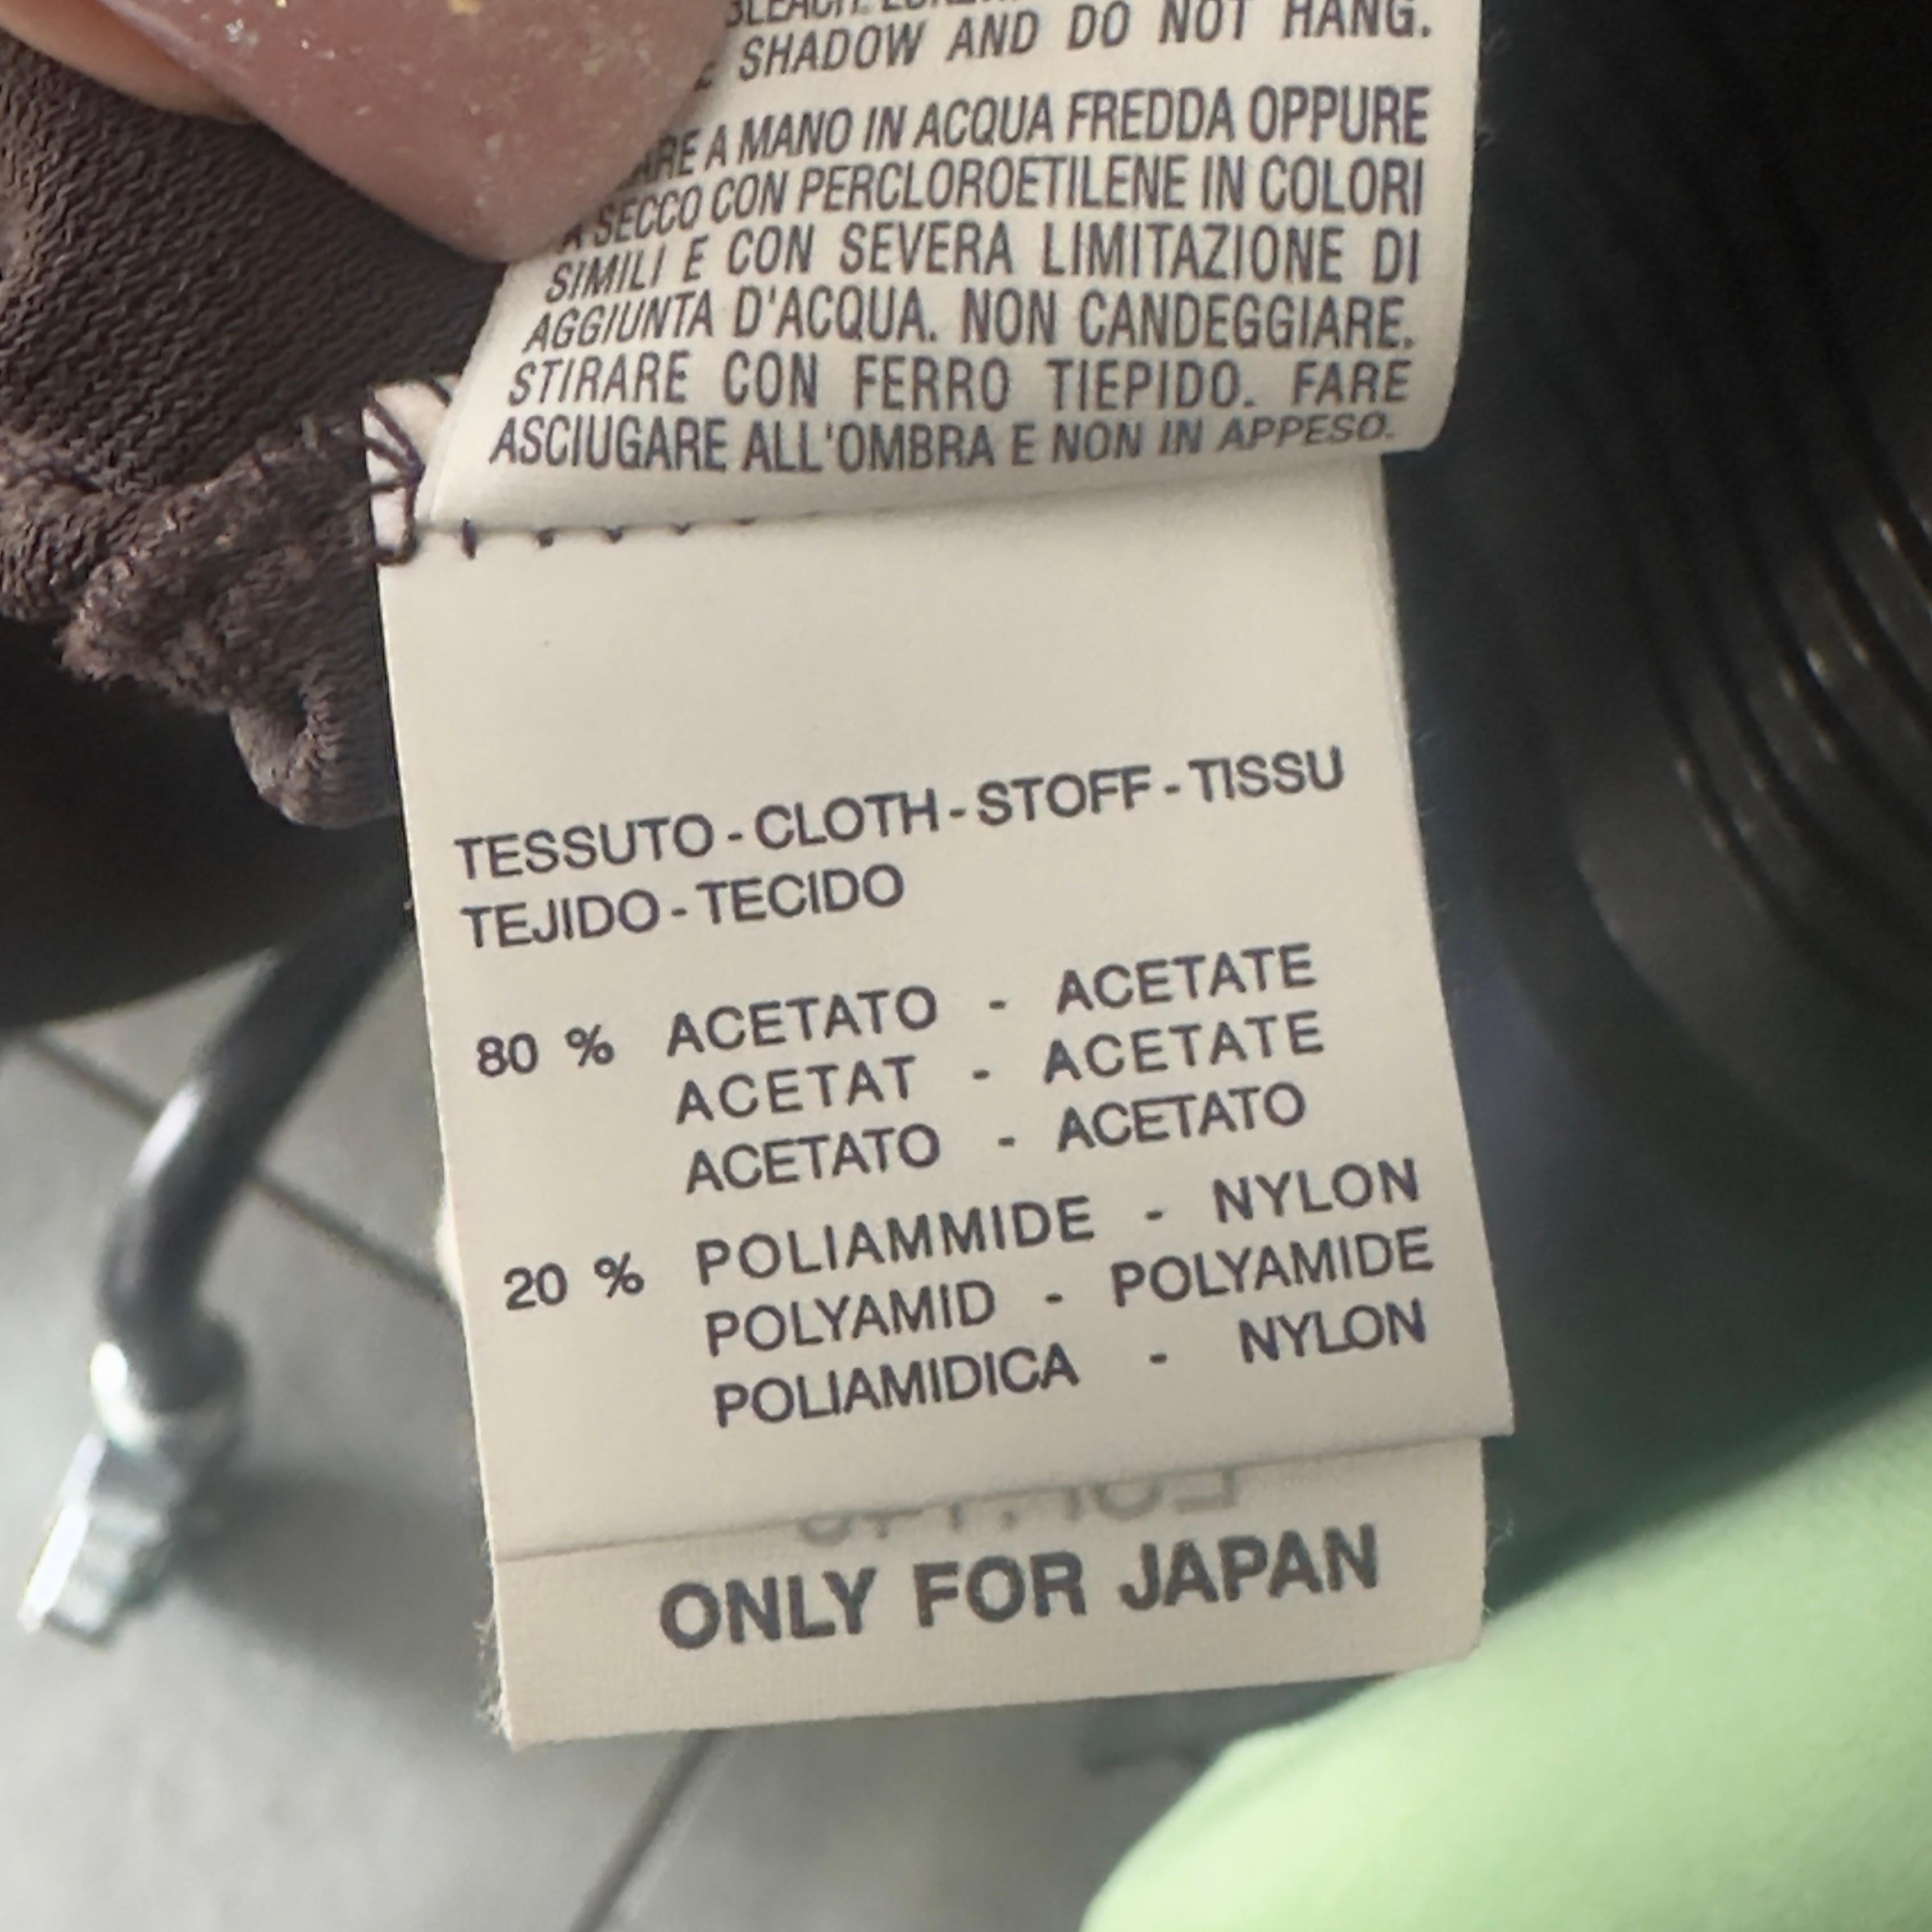 SHADOW AND DO NOT HANG.
A MANO IN ACQUA FREDDA OPPURE
A SECCO CON PERCLOROETILENE IN COLORI
SIMILI E CON SEVERA LIMITAZIONE DI
AGGIUNTA D'ACQUA. NON CANDEGGIARE.
STIRARE CON FERRO TIEPIDO. FARE
ASCIUGARE ALL'OMBRA E NON IN APPESO.
TESSUTO - CLOTH - STOFF - TISSU
TEJIDO - TECIDO
80 % ACETATO - ACETATE
ACETAT - ACETATE
ACETATO - ACETATO
20 % POLIAMMIDE - NYLON
POLYAMID - POLYAMIDE
POLIAMIDICA - NYLON
ONLY FOR JAPAN